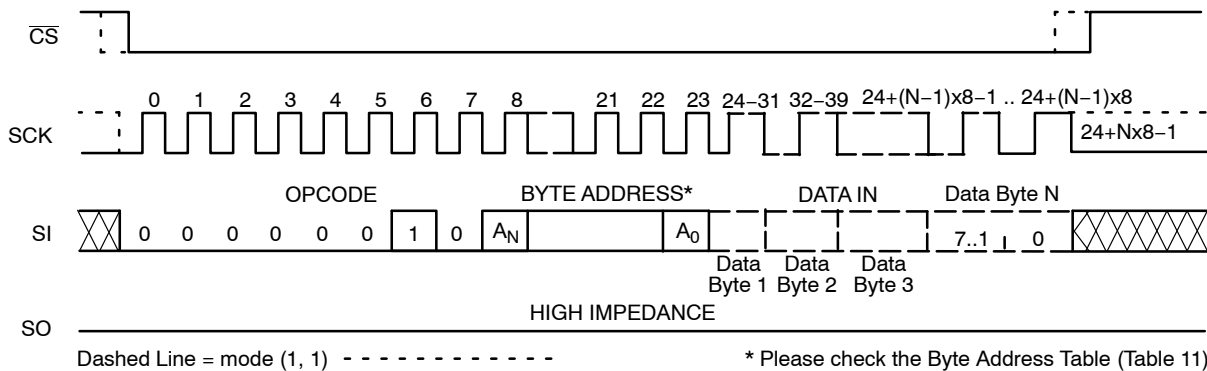 CS
0 1 2 3 4 5 6 7 8 21 22 23 24–31 32–39 24+(N–1)x8–1 .. 24+(N–1)x8
SCK
24+Nx8–1
OPCODE BYTE ADDRESS* DATA IN Data Byte N
SI
0 0 0 0 0 0 1 0 AN A0 7..1 0
Data Byte 1
Data Byte 2
Data Byte 3
HIGH IMPEDANCE
SO
Dashed Line = mode (1, 1) * Please check the Byte Address Table (Table 11)